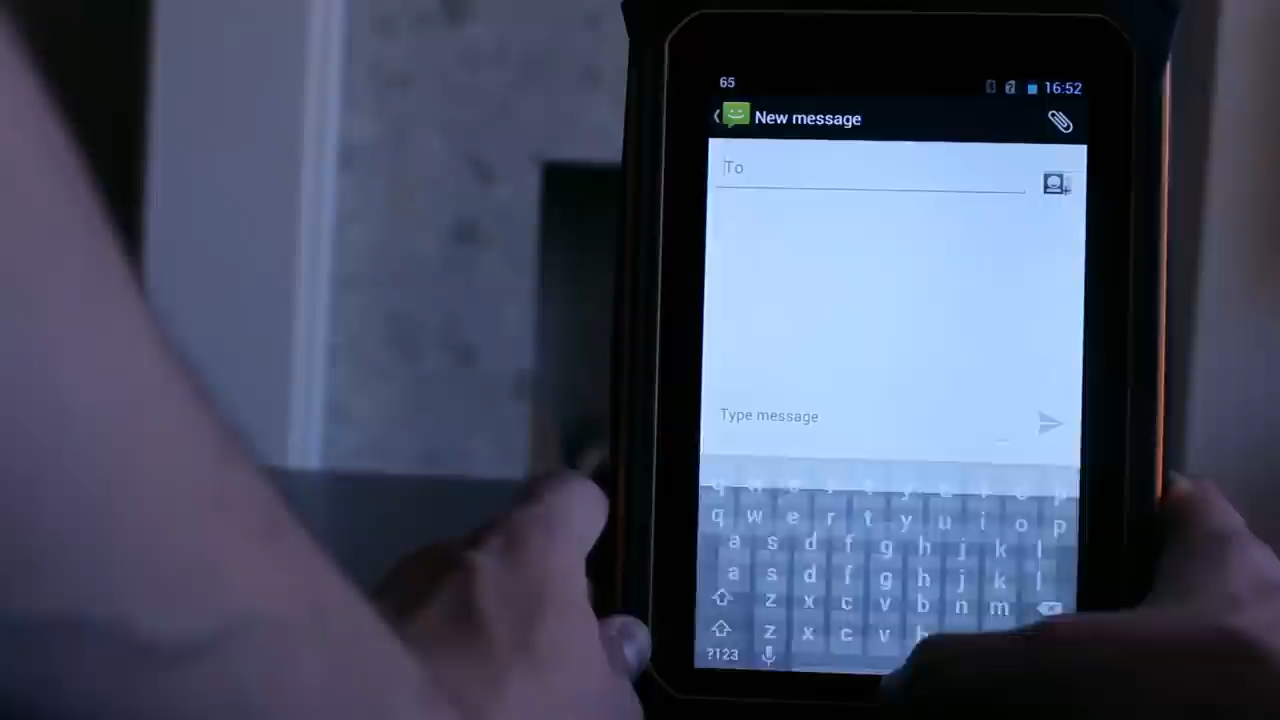 65 16:52
New message
To
Type message
q w e r t y u i o p
a s d f g h j k l
a s d f g h j k l
z x c v b n m
z x c v b
?123